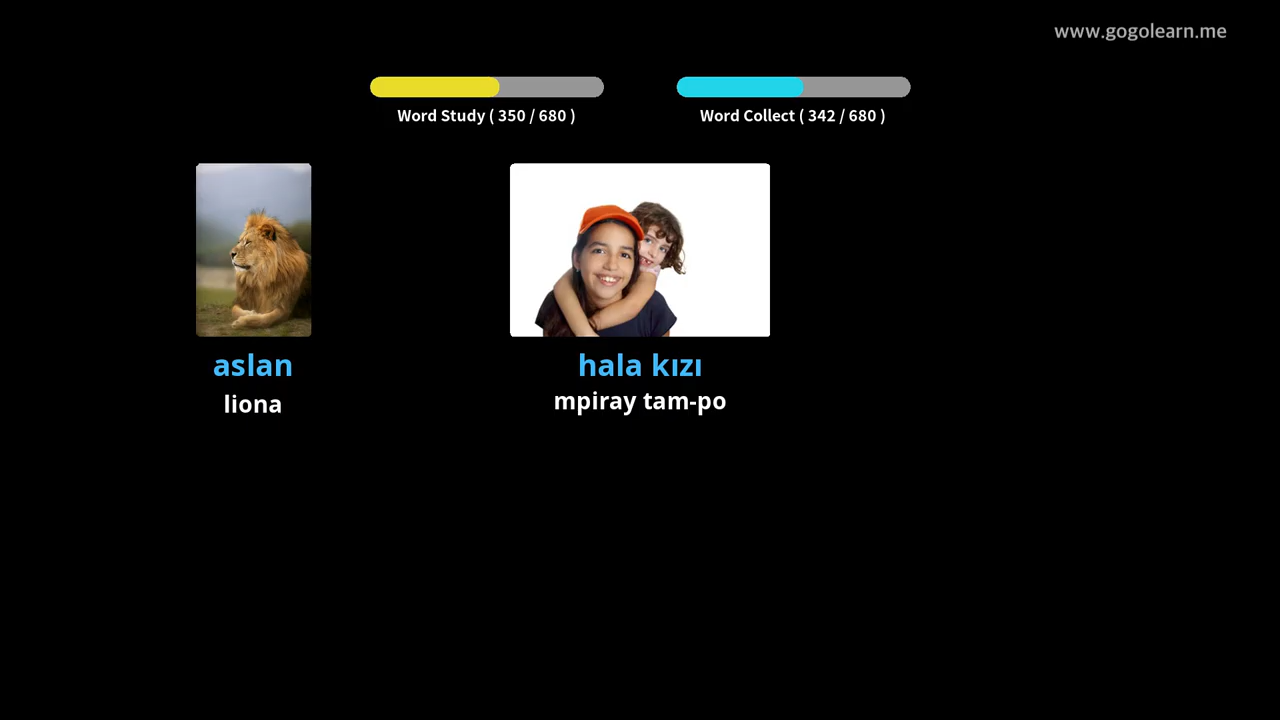 www.gogolearn.me
Word Study ( 350 / 680 )
Word Collect ( 342 / 680 )
aslan
liona
hala kızı
mpiray tam-po